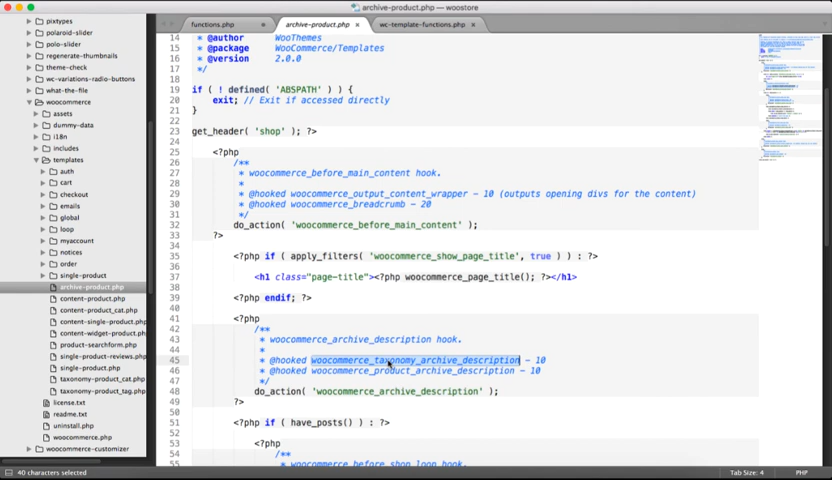 archive-product.php — woostore
functions.php
archive-product.php ×
wc-template-functions.php ×
pixtypes
polaroid-slider
polo-slider
regenerate-thumbnails
theme-check
wc-variations-radio-buttons
what-the-file
woocommerce
assets
dummy-data
i18n
includes
templates
auth
cart
checkout
emails
global
loop
myaccount
notices
order
single-product
archive-product.php
content-product.php
content-product_cat.php
content-single-product.php
content-widget-product.php
product-searchform.php
single-product-reviews.php
single-product.php
taxonomy-product_cat.php
taxonomy-product_tag.php
license.txt
readme.txt
uninstall.php
woocommerce.php
woocommerce-customizer
14 * @author WooThemes
15 * @package WooCommerce/Templates
16 * @version 2.0.0
17 */
18
19 if ( ! defined( 'ABSPATH' ) ) {
20 exit; // Exit if accessed directly
21 }
22
23 get_header( 'shop' ); ?>
24
25 <?php
26 /**
27 * woocommerce_before_main_content hook.
28 *
29 * @hooked woocommerce_output_content_wrapper - 10 (outputs opening divs for the content)
30 * @hooked woocommerce_breadcrumb - 20
31 */
32 do_action( 'woocommerce_before_main_content' );
33 ?>
34
35 <?php if ( apply_filters( 'woocommerce_show_page_title', true ) ) : ?>
36
37 <h1 class="page-title"><?php woocommerce_page_title(); ?></h1>
38
39 <?php endif; ?>
40
41 <?php
42 /**
43 * woocommerce_archive_description hook.
44 *
45 * @hooked woocommerce_taxonomy_archive_description - 10
46 * @hooked woocommerce_product_archive_description - 10
47 */
48 do_action( 'woocommerce_archive_description' );
49 ?>
50
51 <?php if ( have_posts() ) : ?>
52
53 <?php
54 /**
55 * woocommerce_before_shop_loop hook.
40 characters selected
Tab Size: 4
PHP